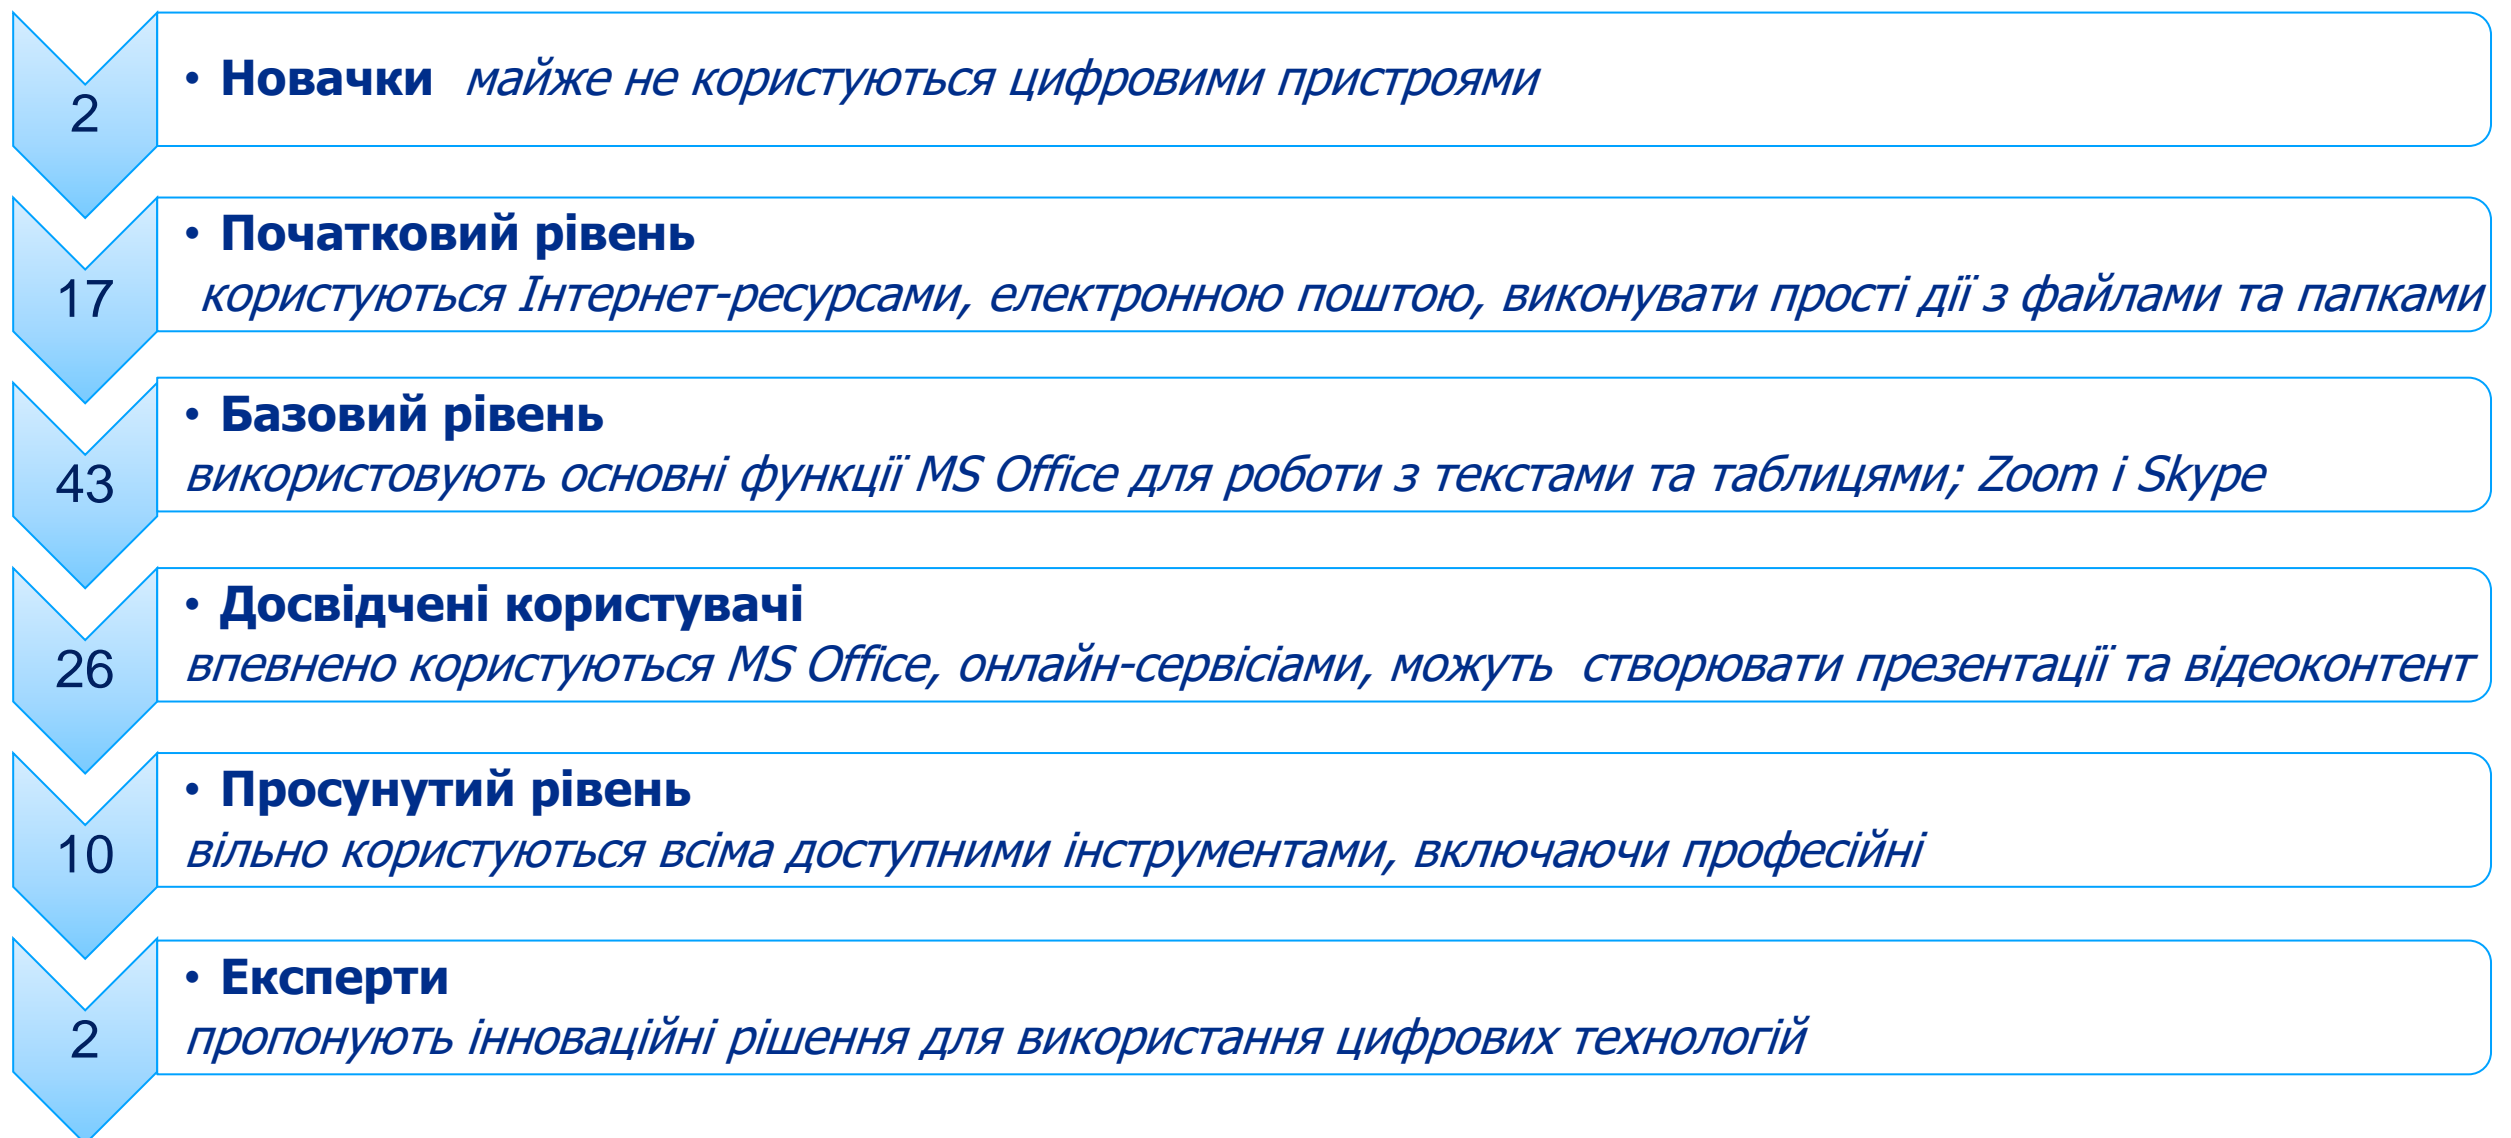 2
• Новачки майже не користуються цифровими пристроями
17
• Початковий рівень
користуються Інтернет-ресурсами, електронною поштою, виконувати прості дії з файлами та папками
43
• Базовий рівень
використовують основні функції MS Office для роботи з текстами та таблицями; Zoom і Skype
26
• Досвідчені користувачі
впевнено користуються MS Office, онлайн-сервісіами, можуть створювати презентації та відеоконтент
10
• Просунутий рівень
вільно користуються всіма доступними інструментами, включаючи професійні
2
• Експерти
пропонують інноваційні рішення для використання цифрових технологій